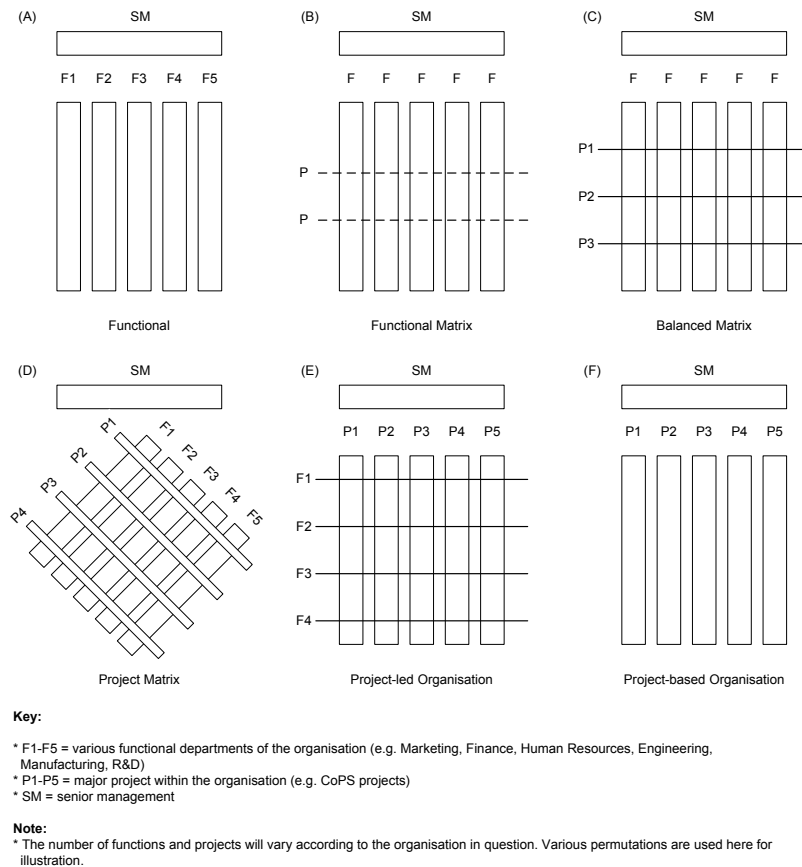 (A) SM
F1 F2 F3 F4 F5
Functional
(B) SM
F F F F F
P
P
Functional Matrix
(C) SM
F F F F F
P1
P2
P3
Balanced Matrix
(D) SM
P1 F1
P2 F2
P3 F3
P4 F4
F5
Project Matrix
(E) SM
P1 P2 P3 P4 P5
F1
F2
F3
F4
Project-led Organisation
(F) SM
P1 P2 P3 P4 P5
Project-based Organisation
Key:
* F1-F5 = various functional departments of the organisation (e.g. Marketing, Finance, Human Resources, Engineering,
Manufacturing, R&D)
* P1-P5 = major project within the organisation (e.g. CoPS projects)
* SM = senior management
Note:
* The number of functions and projects will vary according to the organisation in question. Various permutations are used here for
illustration.